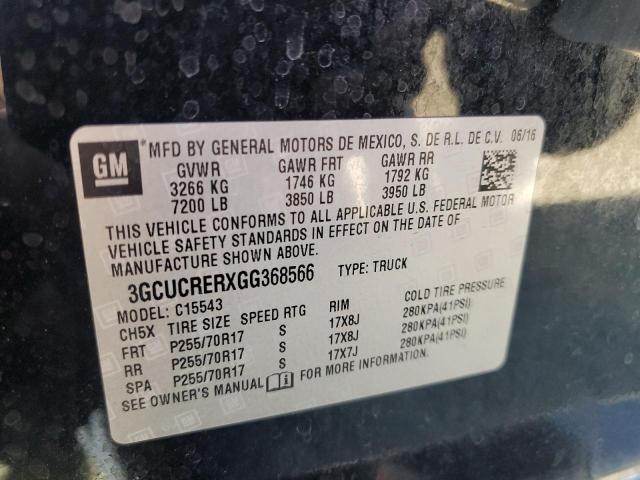 GM
*MFD BY GENERAL MOTORS DE MEXICO, S. DE R.L. DE C.V. 06/16
GVWR GAWR FRT GAWR RR
3266 KG 1746 KG 1792 KG
7200 LB 3850 LB 3950 LB
THIS VEHICLE CONFORMS TO ALL APPLICABLE U.S. FEDERAL MOTOR
VEHICLE SAFETY STANDARDS IN EFFECT ON THE DATE OF
MANUFACTURE SHOWN ABOVE.
3GCUCRERXGG368566 TYPE: TRUCK
MODEL: C15543
CH5X TIRE SIZE SPEED RTG RIM COLD TIRE PRESSURE
FRT P255/70R17 S 17X8J 280KPA(41PSI)
RR P255/70R17 S 17X8J 280KPA(41PSI)
SPA P255/70R17 S 17X7J 280KPA(41PSI)
SEE OWNER'S MANUAL FOR MORE INFORMATION.